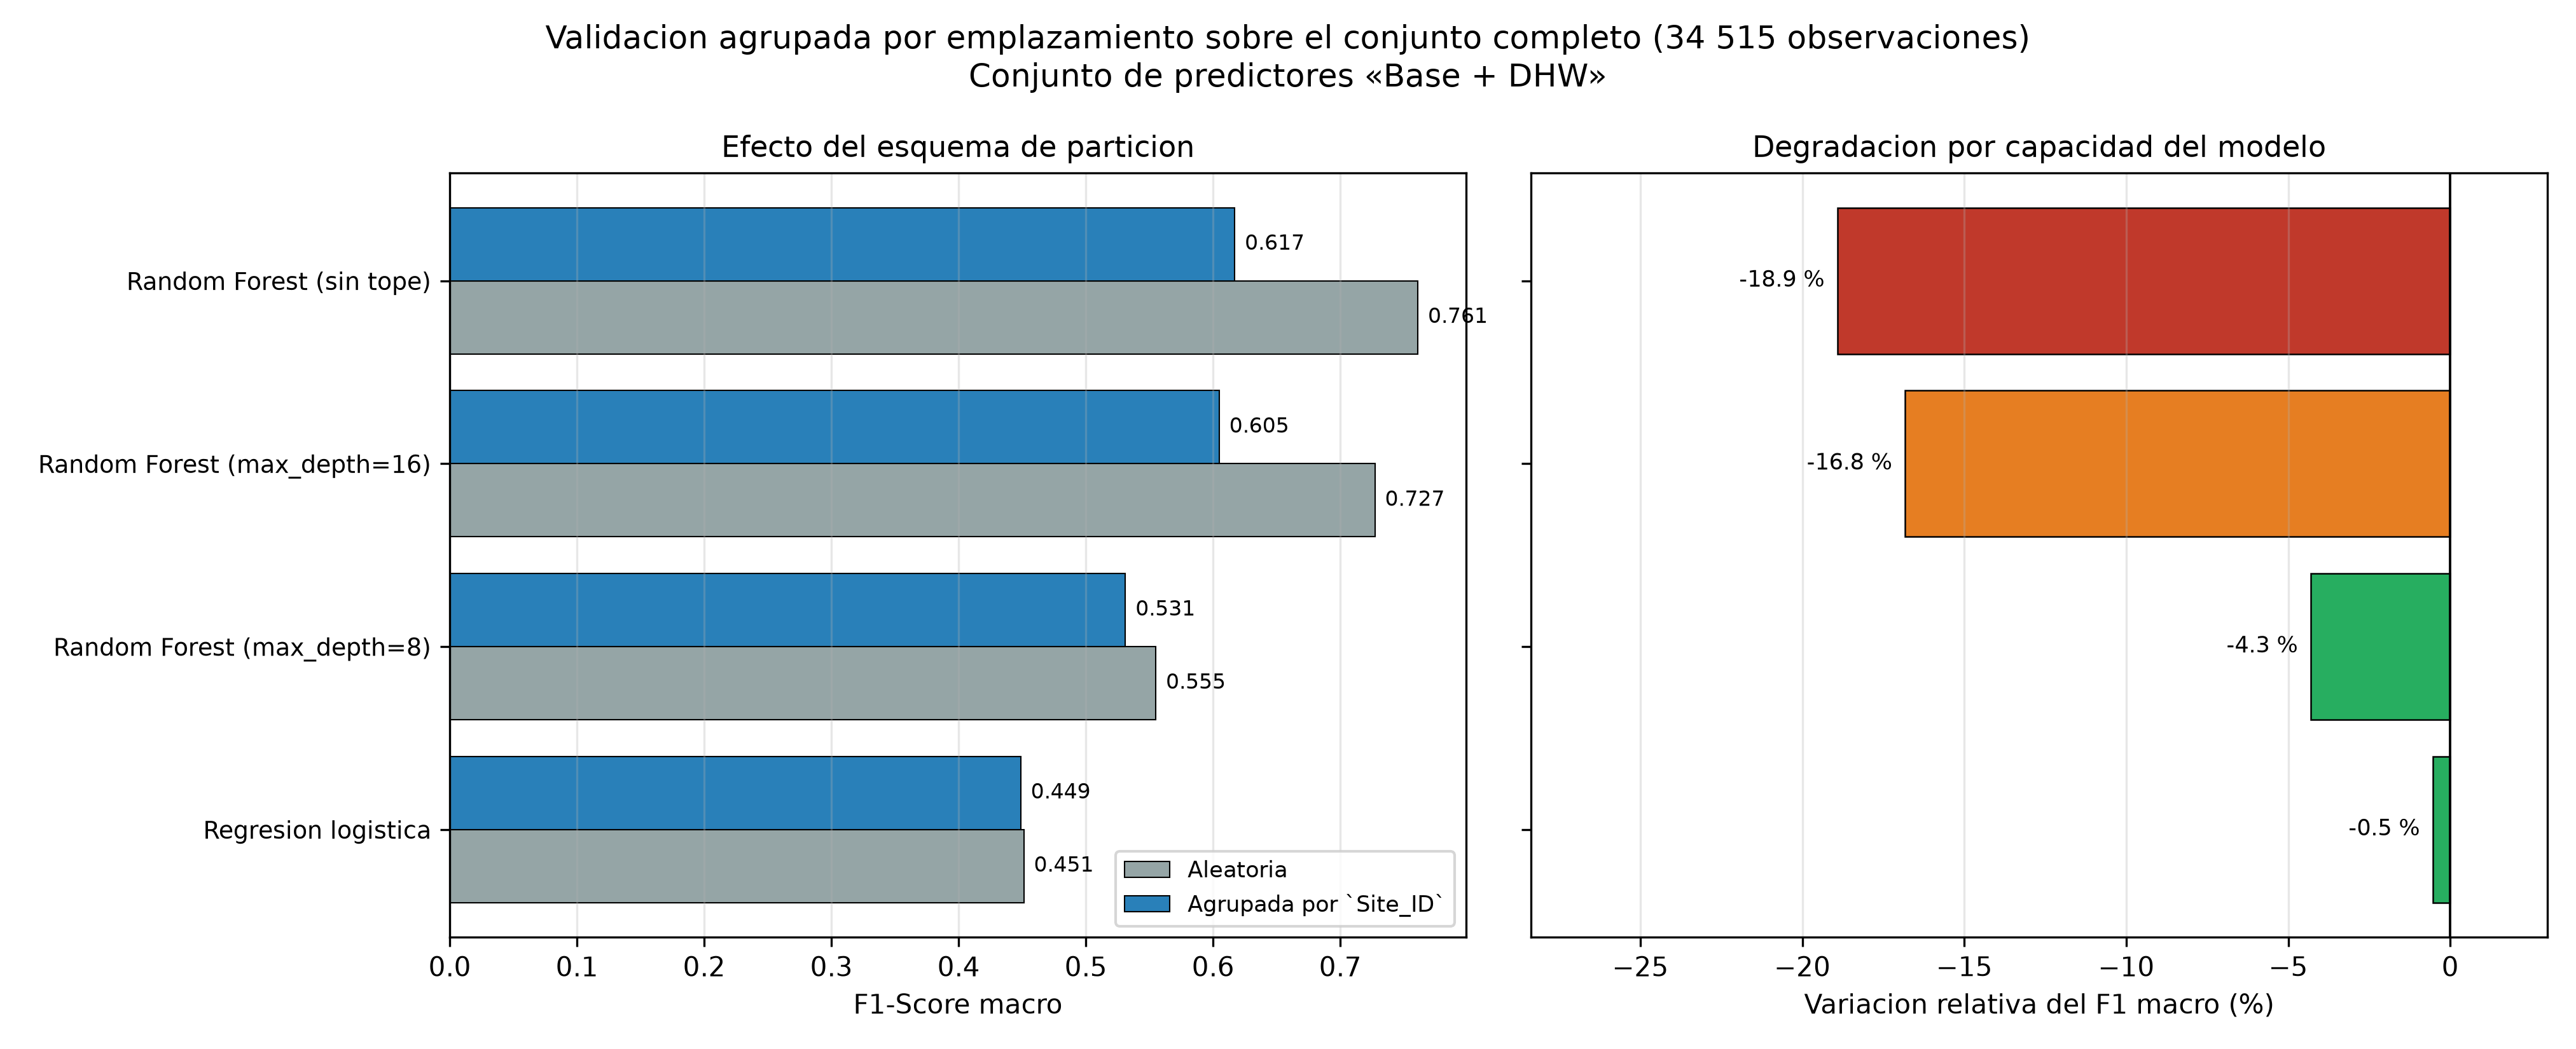 Validacion agrupada por emplazamiento sobre el conjunto completo (34 515 observaciones)
Conjunto de predictores «Base + DHW»
Efecto del esquema de particion
Random Forest (sin tope)
0.617
0.761
Random Forest (max_depth=16)
0.605
0.727
Random Forest (max_depth=8)
0.531
0.555
Regresion logistica
0.449
0.451
Aleatoria
Agrupada por `Site_ID`
0.0 0.1 0.2 0.3 0.4 0.5 0.6 0.7
F1-Score macro
Degradacion por capacidad del modelo
-18.9 %
-16.8 %
-4.3 %
-0.5 %
−25 −20 −15 −10 −5 0
Variacion relativa del F1 macro (%)